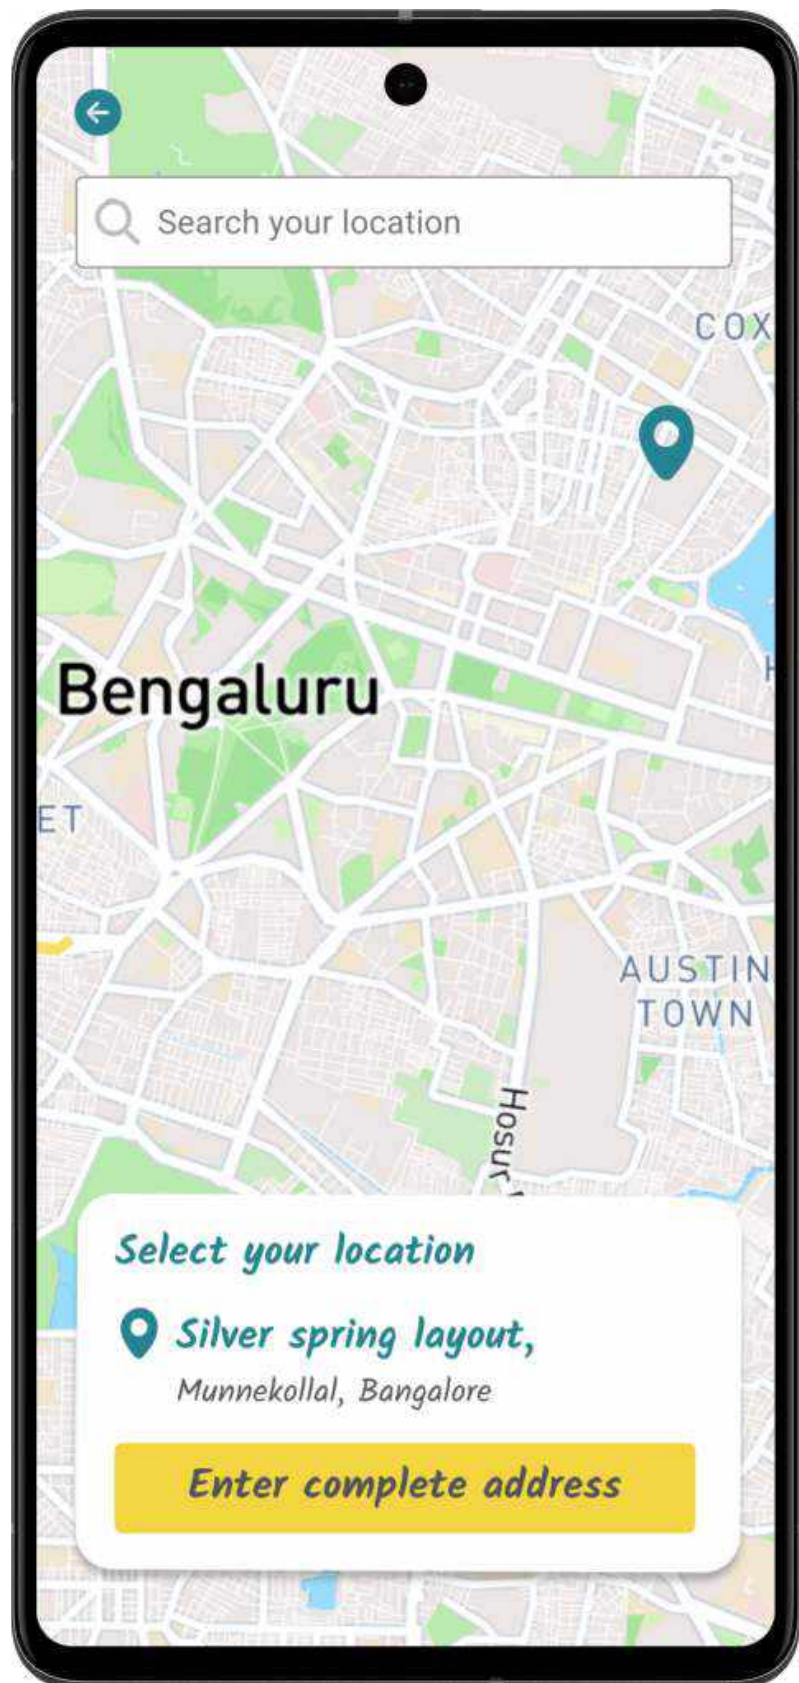 Search your location
COX
Bengaluru
ET
AUSTIN
TOWN
Hosur
Select your location
Silver spring layout,
Munnekollal, Bangalore
Enter complete address